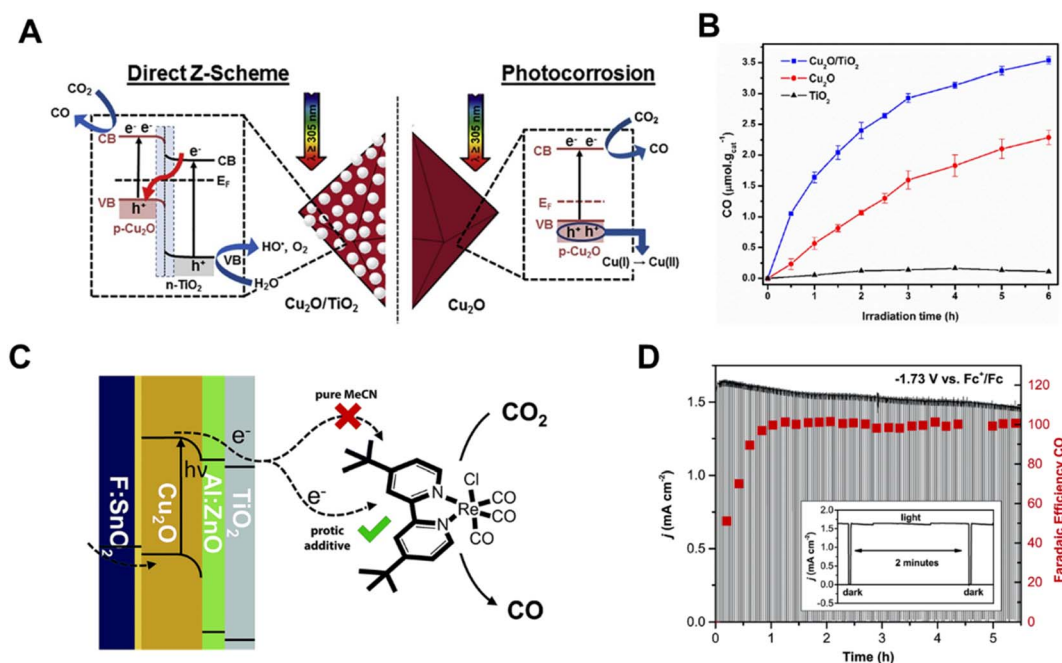 A
Direct Z-Scheme
Photocorrosion
CO₂
CO
CB
e⁻ e⁻
e⁻
CB
E_F
VB
h⁺
p-Cu₂O
h⁺
VB
n-TiO₂
HO•, O₂
H₂O
λ ≥ 305 nm
Cu₂O/TiO₂
λ ≥ 305 nm
Cu₂O
e⁻ e⁻
CB
CO₂
CO
E_F
VB
h⁺ h⁺
p-Cu₂O
Cu(I) → Cu(II)
B
CO (μmol.g_cat⁻¹)
3.5
3.0
2.5
2.0
1.5
1.0
0.5
0.0
Cu₂O/TiO₂
Cu₂O
TiO₂
0 1 2 3 4 5 6
Irradiation time (h)
C
F:SnO₂
Cu₂O
Al:ZnO
TiO₂
hν
e⁻
pure MeCN
e⁻
protic
additive
N
N
Re
Cl
CO
CO
CO
CO₂
CO
D
-1.73 V vs. Fc⁺/Fc
j (mA cm⁻²)
1.5
1.0
0.5
0.0
120
100
80
60
40
20
0
Faradaic Efficiency CO
j (mA cm⁻²)
2.0
1.5
1.0
0.5
0.0
-0.5
light
2 minutes
dark
dark
0 1 2 3 4 5
Time (h)